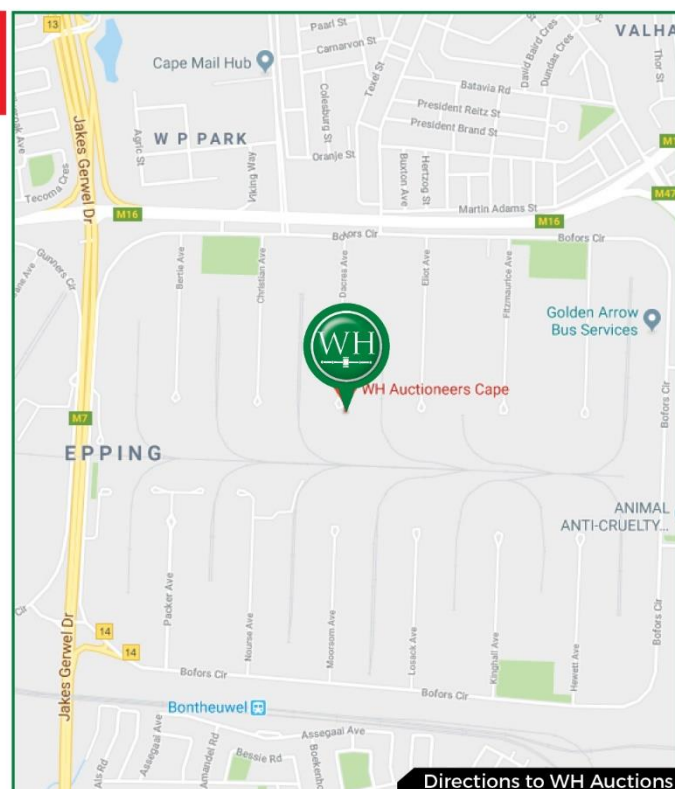 13
Paarl St
Carnarvon St
Cape Mail Hub
Colesburg St
Texel St
VALHA
David Baird Cres
Dundas Cres
Thor St
Batavia Rd
President Reitz St
President Brand St
W P PARK
Jakes Gerwel Dr
Agric St
Viking Way
Oranje St
Buxton Ave
Hertzog St
Tecoma Cres
Martin Adams St
M16
M16
M47
Bofors Cir
Gunners Cir
Bertie Ave
Christian Ave
Dacres Ave
Eliot Ave
Fitzmaurice Ave
Golden Arrow
Bus Services
WH
WH Auctioneers Cape
M7
EPPING
Bofors Cir
ANIMAL
ANTI-CRUELTY...
Packer Ave
Nourse Ave
Moorsom Ave
Losack Ave
Kinghall Ave
Hewett Ave
Bofors Cir
14
14
Jakes Gerwel Dr
Bofors Cir
Bofors Cir
Bontheuwel
Assegaai Ave
Assegaai Ave
Amandel Rd
Bessie Rd
Directions to WH Auctions